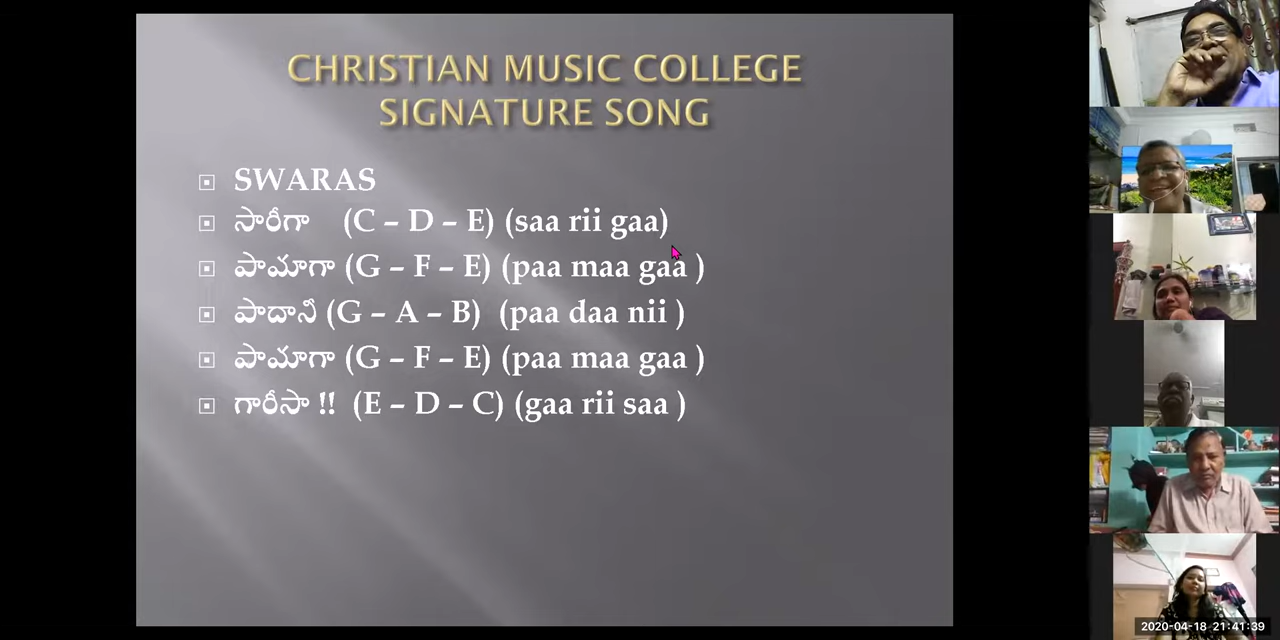 CHRISTIAN MUSIC COLLEGE
SIGNATURE SONG
SWARAS
సారీగా (C – D – E) (saa rii gaa)
పామాగా (G – F – E) (paa maa gaa )
పాదానీ (G – A – B) (paa daa nii )
పామాగా (G – F – E) (paa maa gaa )
గారీసా !! (E – D – C) (gaa rii saa )
2020-04-18 21:41:39